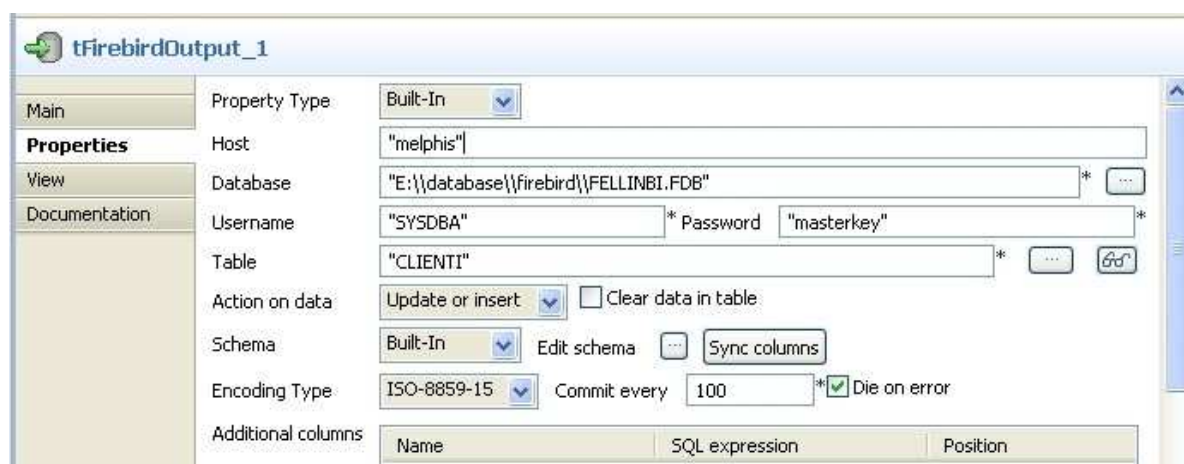 tFirebirdOutput_1
Main
Properties
View
Documentation
Property Type Built-In
Host "melphis"
Database "E:\\database\\firebird\\FELLINBI.FDB" * ...
Username "SYSDBA" * Password "masterkey" *
Table "CLIENTI" * ...
Action on data Update or insert Clear data in table
Schema Built-In Edit schema ... Sync columns
Encoding Type ISO-8859-15 Commit every 100 * Die on error
Additional columns Name SQL expression Position